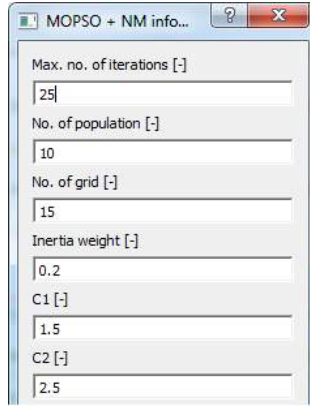 MOPSO + NM info...
Max. no. of iterations [-]
25
No. of population [-]
10
No. of grid [-]
15
Inertia weight [-]
0.2
C1 [-]
1.5
C2 [-]
2.5